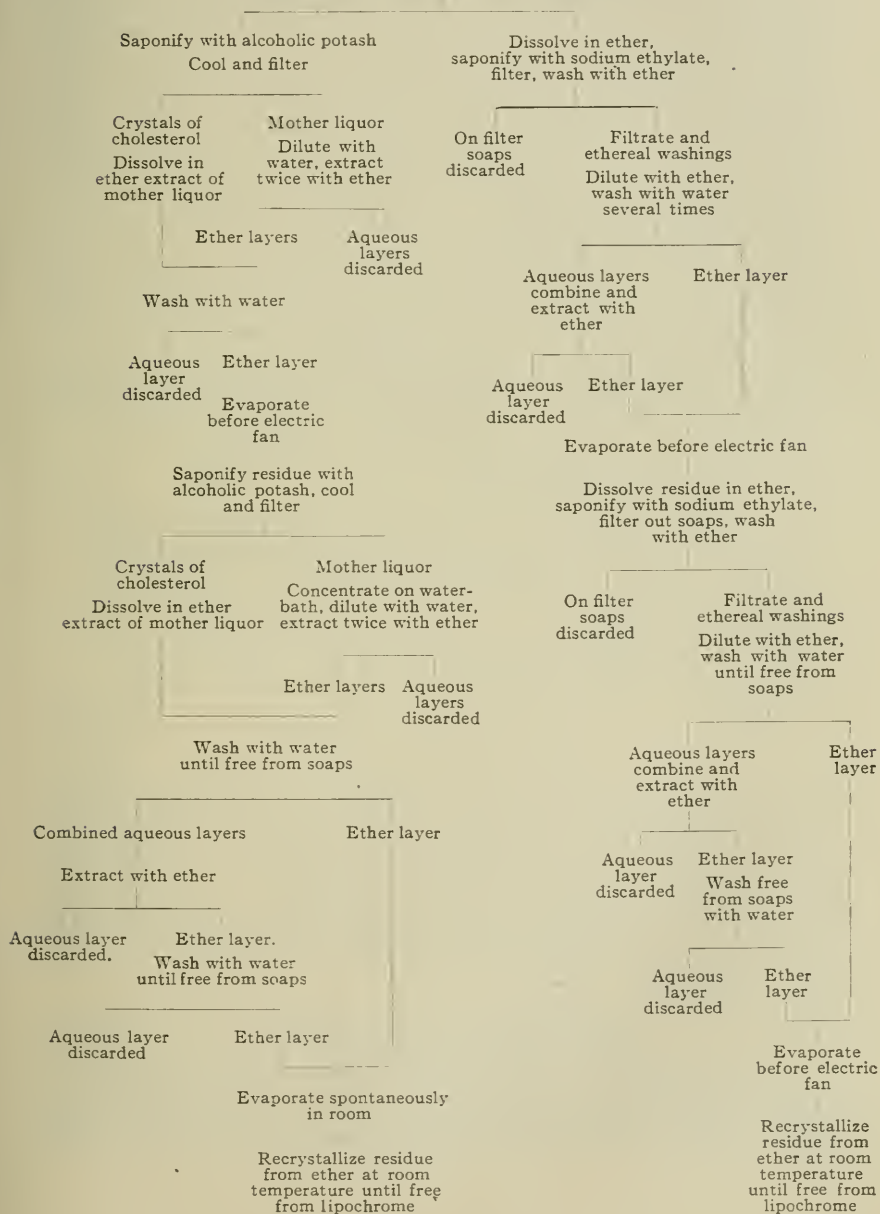 Saponify with alcoholic potash
Cool and filter
Crystals of
cholesterol
Dissolve in
ether extract of
mother liquor
Mother liquor
Dilute with
water, extract
twice with ether
Ether layers
Aqueous
layers
discarded
Wash with water
Aqueous
layer
discarded
Ether layer
Evaporate
before electric
fan
Saponify residue with
alcoholic potash, cool
and filter
Crystals of
cholesterol
Dissolve in ether
extract of mother liquor
Mother liquor
Concentrate on water-
bath, dilute with water,
extract twice with ether
Ether layers
Aqueous
layers
discarded
Wash with water
until free from soaps
Combined aqueous layers
Ether layer
Extract with ether
Aqueous layer
discarded.
Ether layer.
Wash with water
until free from soaps
Aqueous layer
discarded
Ether layer
Evaporate spontaneously
in room
Recrystallize residue
from ether at room
temperature until free
from lipochrome
Dissolve in ether,
saponify with sodium ethylate,
filter, wash with ether
On filter
soaps
discarded
Filtrate and
ethereal washings
Dilute with ether,
wash with water
several times
Aqueous layers
combine and
extract with
ether
Ether layer
Aqueous
layer
discarded
Ether layer
Evaporate before electric fan
Dissolve residue in ether,
saponify with sodium ethylate,
filter out soaps, wash
with ether
On filter
soaps
discarded
Filtrate and
ethereal washings
Dilute with ether,
wash with water
until free from
soaps
Aqueous layers
combine and
extract with
ether
Ether
layer
Aqueous
layer
discarded
Ether layer
Wash free
from soaps
with water
Aqueous
layer
discarded
Ether
layer
Evaporate
before electric
fan
Recrystallize
residue from
ether at room
temperature
until free from
lipochrome